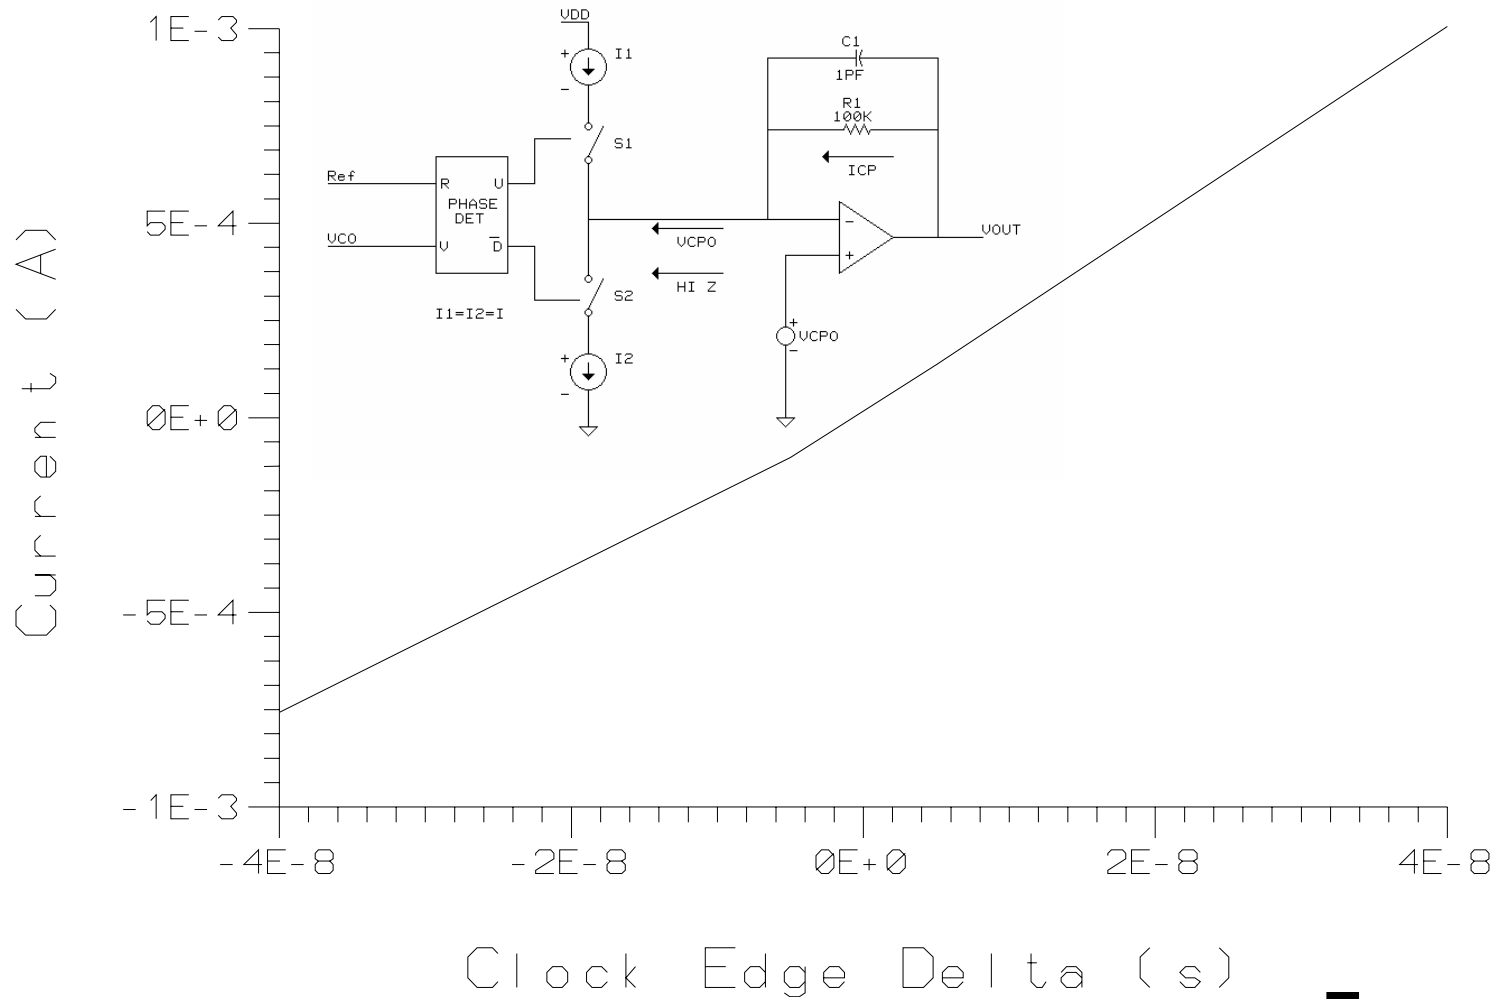 1E-3
5E-4
0E+0
-5E-4
-1E-3
Current (A)
-4E-8 -2E-8 0E+0 2E-8 4E-8
Clock Edge Delta (s)
VDD
+ I1
-
S1
Ref
R U
PHASE
DET
VCO
V D
I1=I2=I
S2
+ I2
-
C1
1PF
R1
100K
ICP
VCPO
HI Z
-
+
VOUT
+
VCPO
-